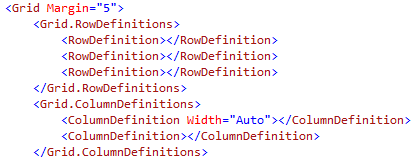 <Grid Margin="5">
<Grid.RowDefinitions>
<RowDefinition></RowDefinition>
<RowDefinition></RowDefinition>
<RowDefinition></RowDefinition>
</Grid.RowDefinitions>
<Grid.ColumnDefinitions>
<ColumnDefinition Width="Auto"></ColumnDefinition>
<ColumnDefinition></ColumnDefinition>
</Grid.ColumnDefinitions>